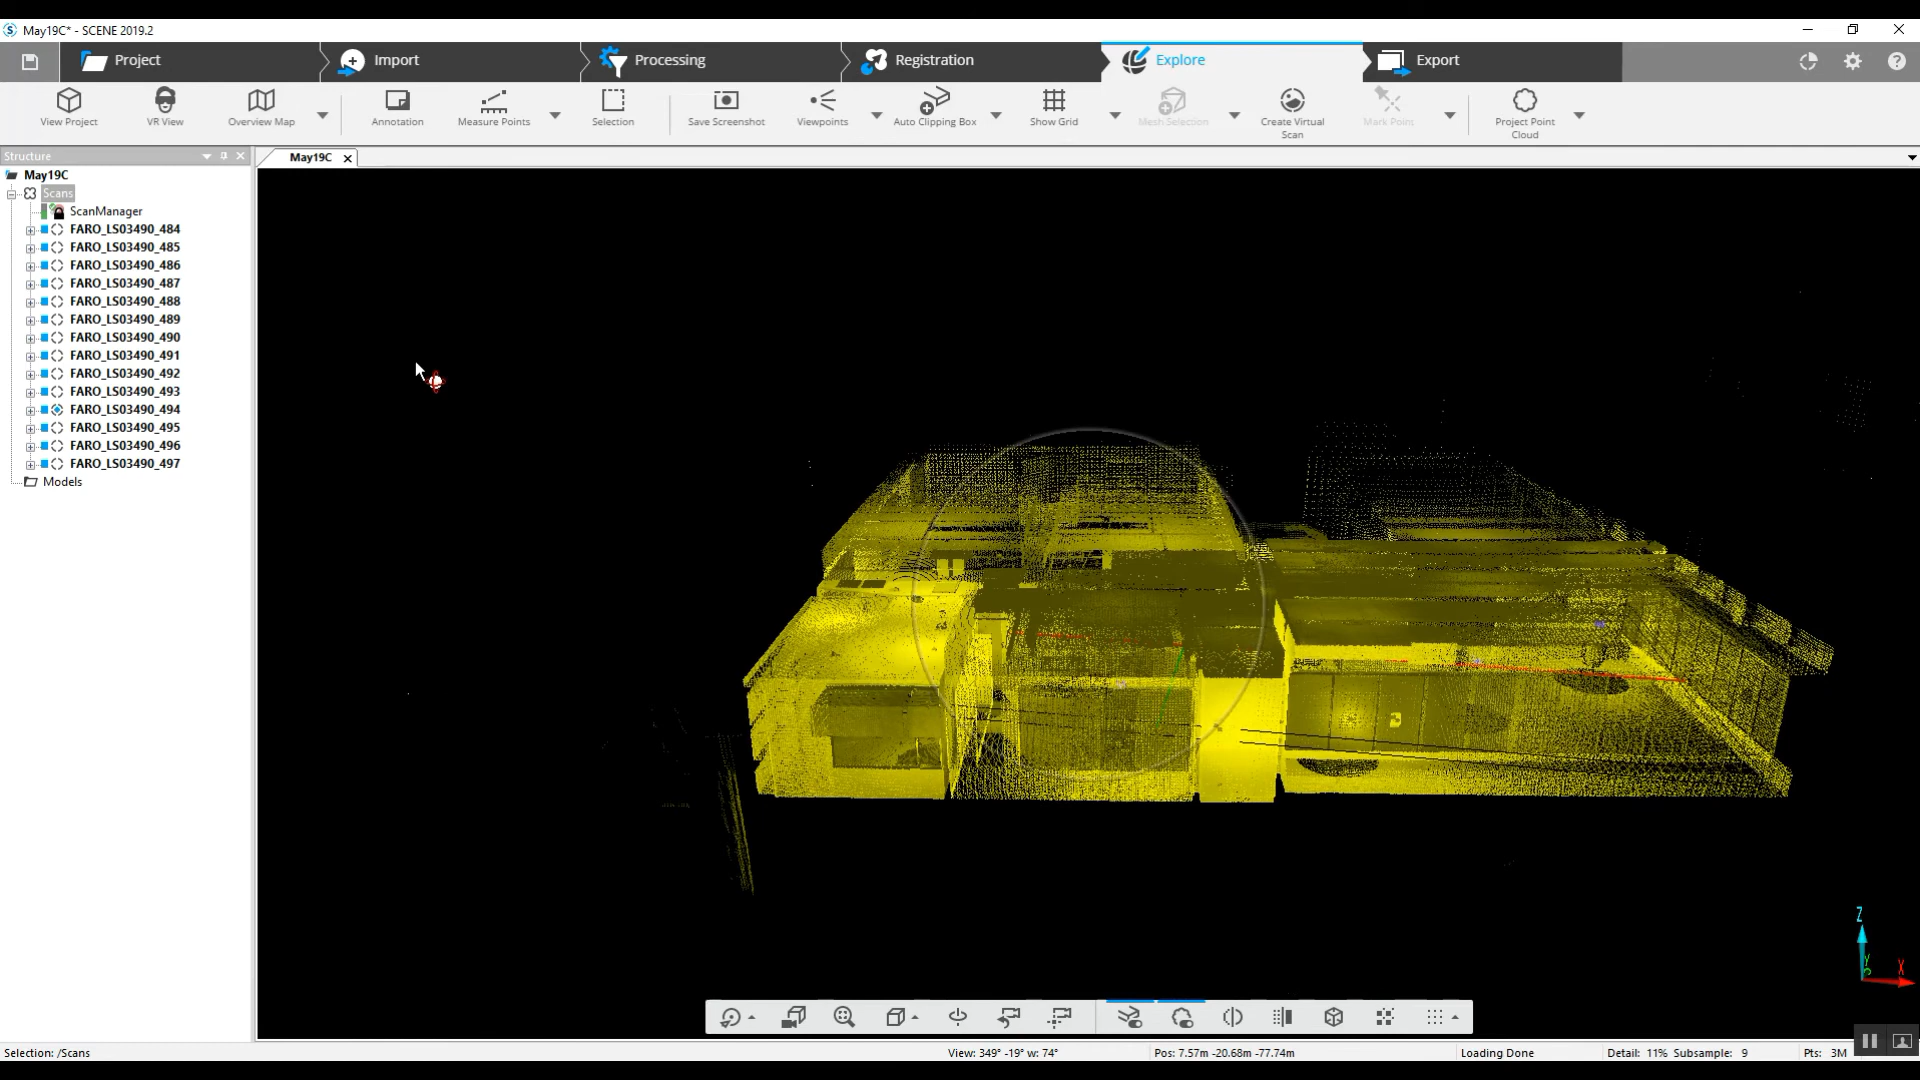 May19C* - SCENE 2019.2
Project
Import
Processing
Registration
Explore
Export
View Project
VR View
Overview Map
Annotation
Measure Points
Selection
Save Screenshot
Viewpoints
Auto Clipping Box
Show Grid
Mesh Selection
Create Virtual
Scan
Mark Point
Project Point
Cloud
Structure
May19C
May19C
Scans
ScanManager
FARO_LS03490_484
FARO_LS03490_485
FARO_LS03490_486
FARO_LS03490_487
FARO_LS03490_488
FARO_LS03490_489
FARO_LS03490_490
FARO_LS03490_491
FARO_LS03490_492
FARO_LS03490_493
FARO_LS03490_494
FARO_LS03490_495
FARO_LS03490_496
FARO_LS03490_497
Models
Z
Y
X
Selection: /Scans
View: 349° -19° w: 74°
Pos: 7.57m -20.68m -77.74m
Loading Done
Detail: 11% Subsample: 9
Pts: 3M